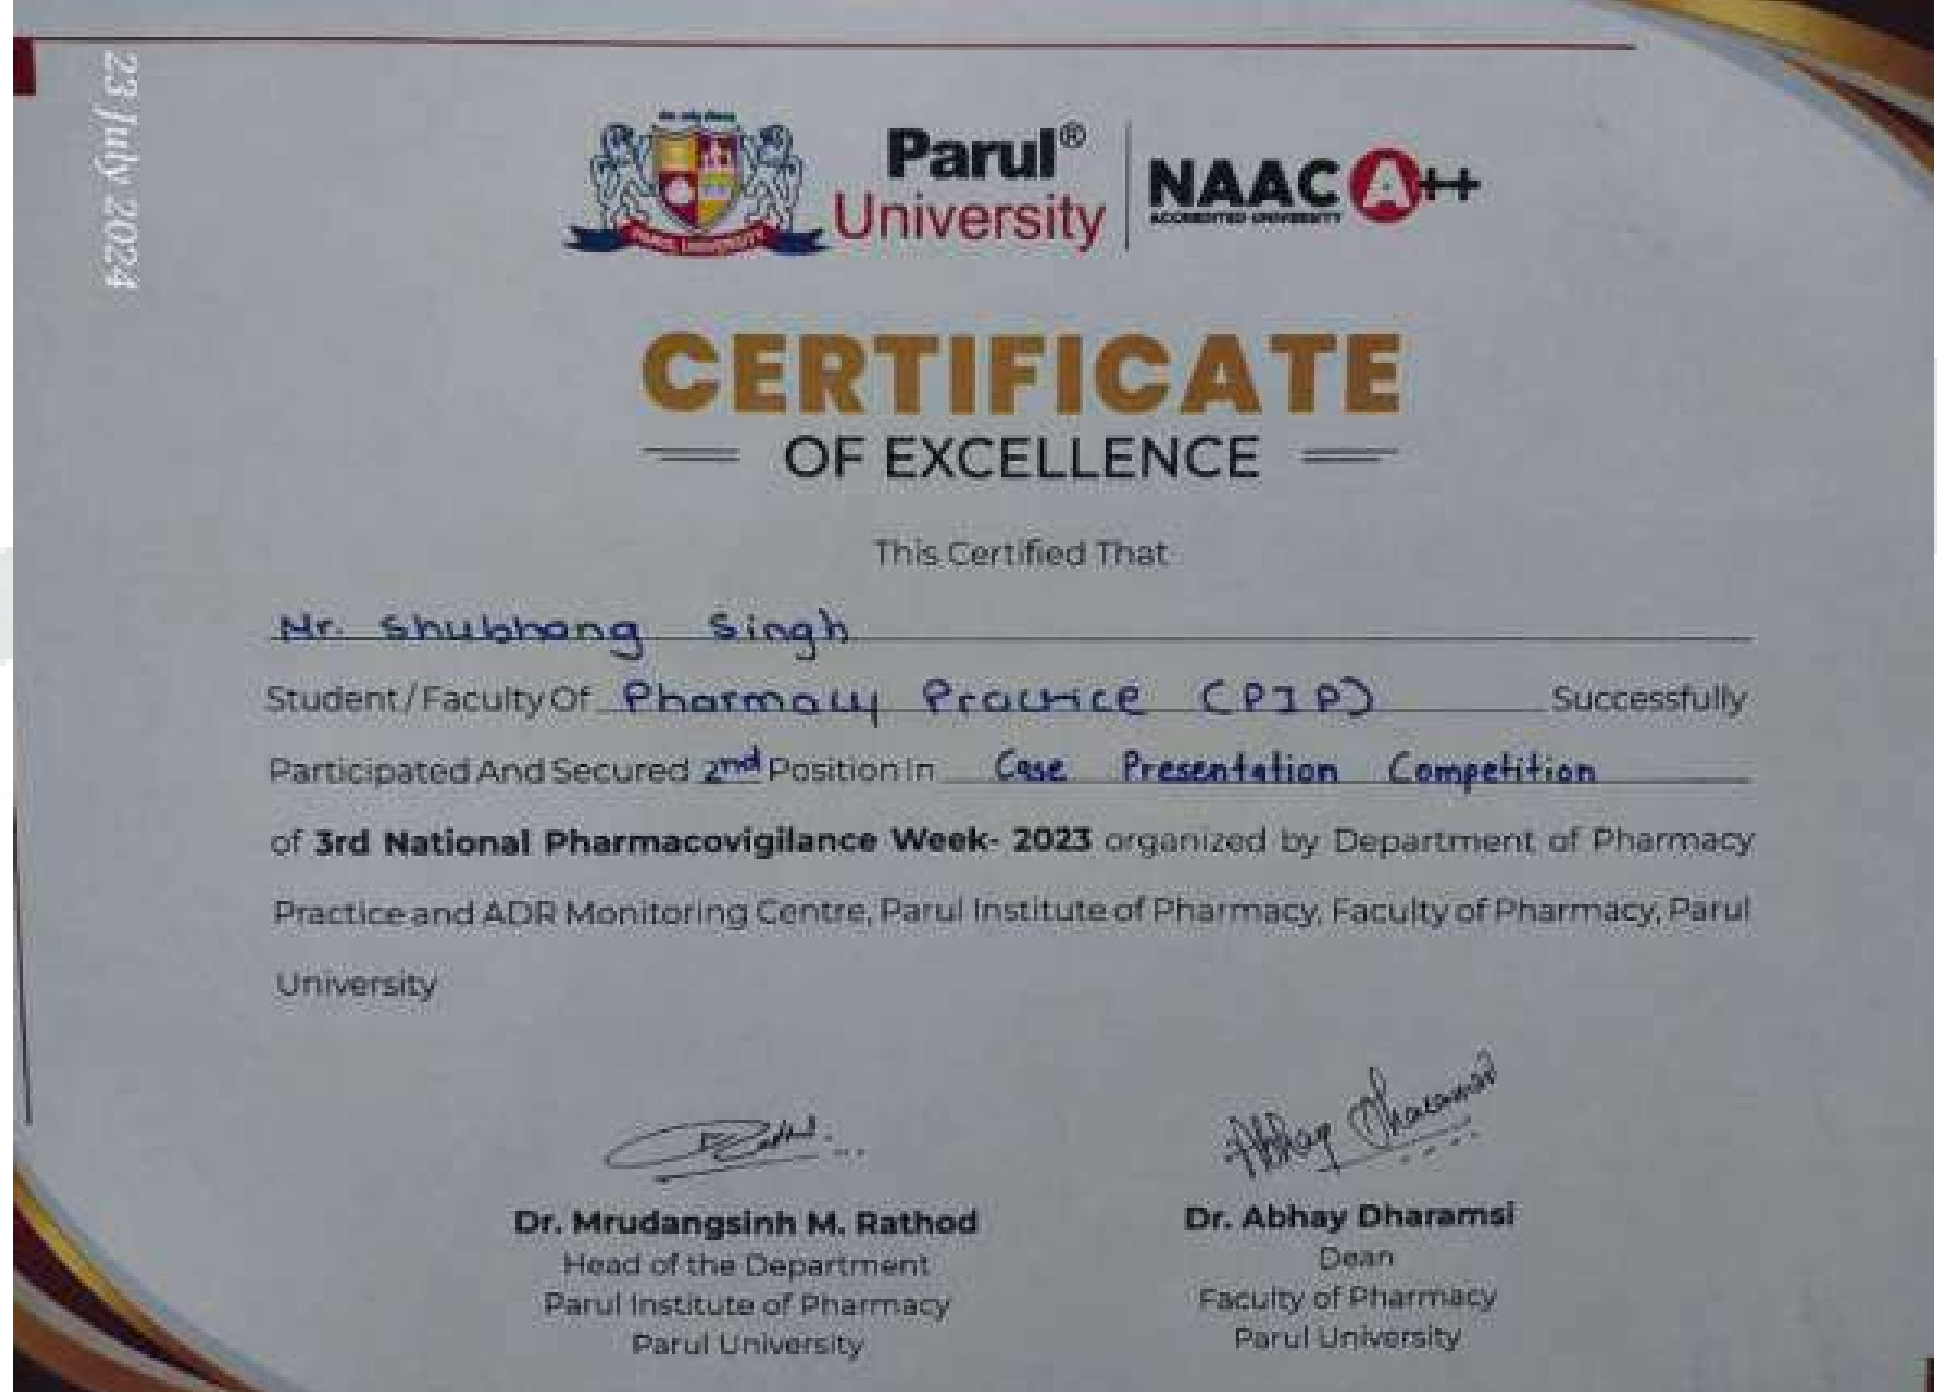 23 July 2024
Parul®
University
NAAC A++
ACCREDITED UNIVERSITY
PARUL UNIVERSITY
CERTIFICATE
OF EXCELLENCE
This Certified That
Mr. Shubhang Singh
Student/Faculty Of Pharmacy Practice (PIP) Successfully
Participated And Secured 2nd Position In Case Presentation Competition
of 3rd National Pharmacovigilance Week- 2023 organized by Department of Pharmacy
Practice and ADR Monitoring Centre, Parul Institute of Pharmacy, Faculty of Pharmacy, Parul
University
Abhay Dharamsi
Dr. Mrudangsinh M. Rathod
Head of the Department
Parul Institute of Pharmacy
Parul University
Dr. Abhay Dharamsi
Dean
Faculty of Pharmacy
Parul University